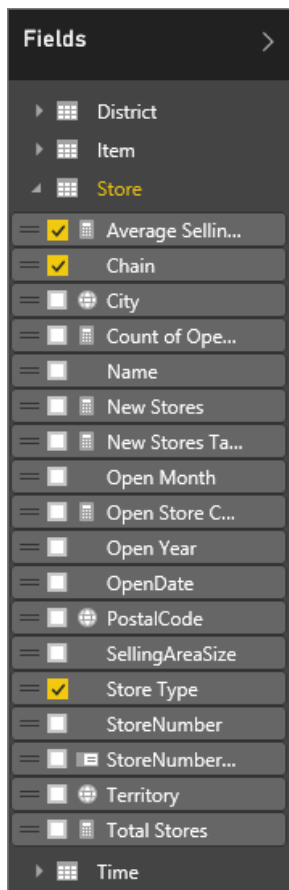 Fields
District
Item
Store
Average Sellin...
Chain
City
Count of Ope...
Name
New Stores
New Stores Ta...
Open Month
Open Store C...
Open Year
OpenDate
PostalCode
SellingAreaSize
Store Type
StoreNumber
StoreNumber...
Territory
Total Stores
Time